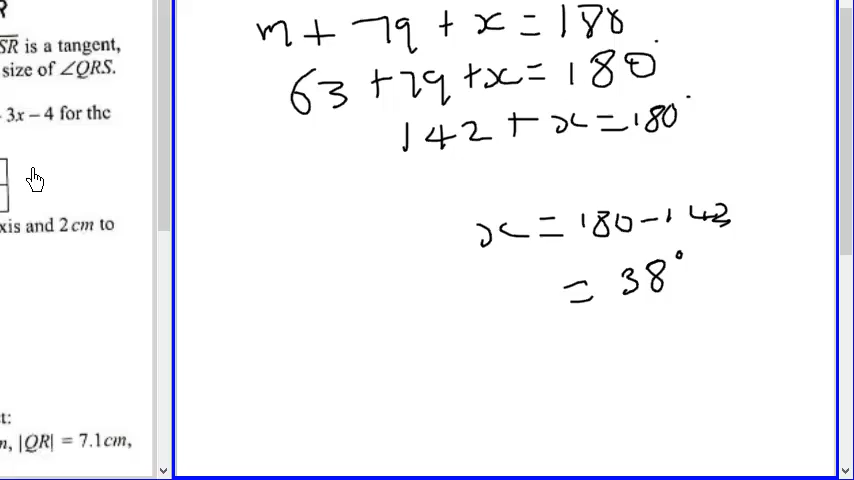 R
SR is a tangent,
size of ∠QRS.
3x – 4 for the
xis and 2 cm to
t:
n, |QR| = 7.1 cm,
m + 79 + x = 180
63 + 79 + x = 180
142 + x = 180
x = 180 - 142
= 38°